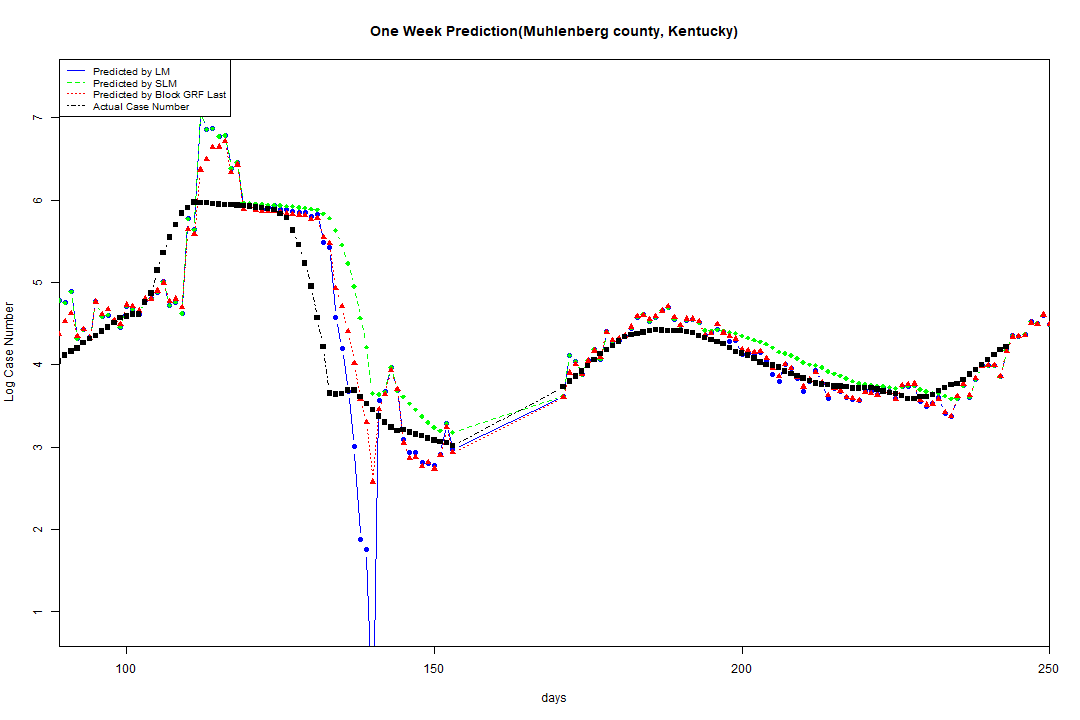 One Week Prediction(Muhlenberg county, Kentucky)
Predicted by LM
Predicted by SLM
Predicted by Block GRF Last
Actual Case Number
7
6
5
4
3
2
1
Log Case Number
100 150 200 250
days